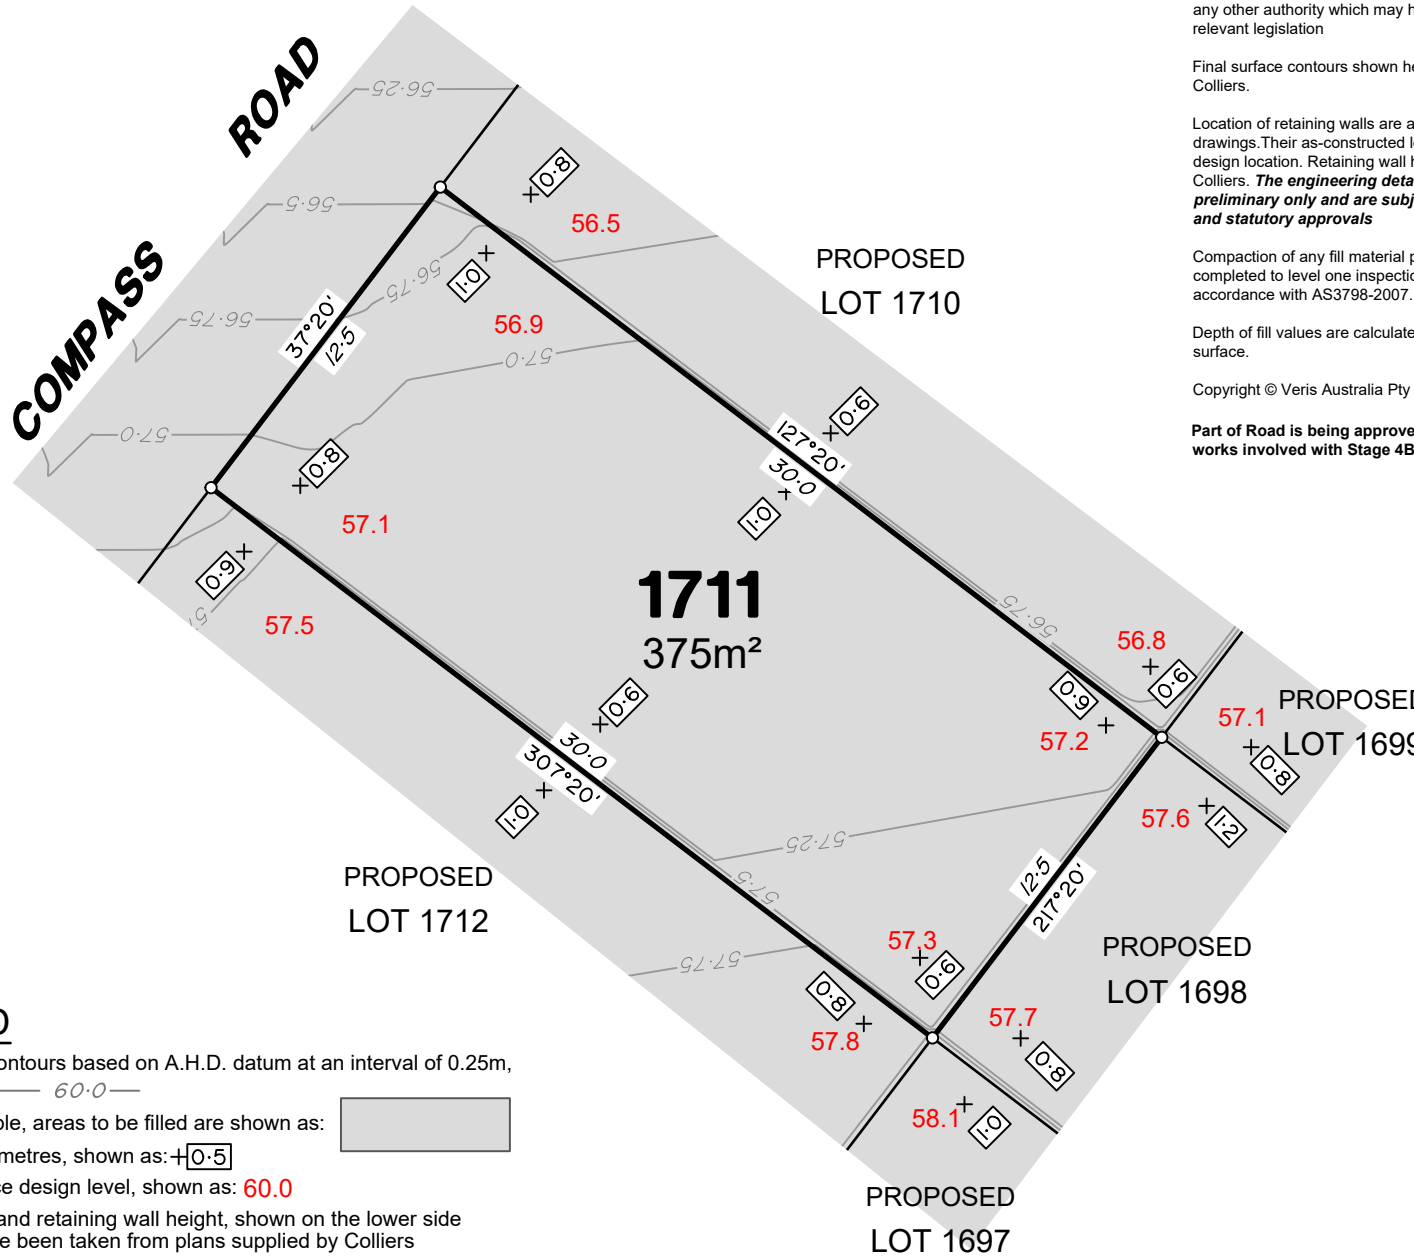 any other authority which may h
relevant legislation
Final surface contours shown he
Colliers.
Location of retaining walls are a
drawings.Their as-constructed l
design location. Retaining wall h
Colliers. The engineering deta
preliminary only and are subj
and statutory approvals
Compaction of any fill material p
completed to level one inspectio
accordance with AS3798-2007.
Depth of fill values are calculate
surface.
Copyright © Veris Australia Pty
Part of Road is being approve
works involved with Stage 4B
COMPASS ROAD
56·25
56·5
56·75
57·0
0·8
56.5
PROPOSED
LOT 1710
1·0
56·75
56.9
57·0
37°20'
12·5
0·8
57.1
0·6
127°20'
30·0
1·0
0·9
57.5
1711
375m²
56·75
56.8
0·6
0·9
57.2
57.1
0·8
PROPOSED
LOT 1699
57.6
1·2
0·6
30·0
307°20'
1·0
57·25
57·5
12·5
217°20'
PROPOSED
LOT 1712
57·75
57.3
0·6
0·8
57.8
PROPOSED
LOT 1698
57.7
0·8
58.1
1·0
PROPOSED
LOT 1697
ontours based on A.H.D. datum at an interval of 0.25m,
60·0
ble, areas to be filled are shown as:
metres, shown as: 0·5
e design level, shown as: 60.0
and retaining wall height, shown on the lower side
e been taken from plans supplied by Colliers